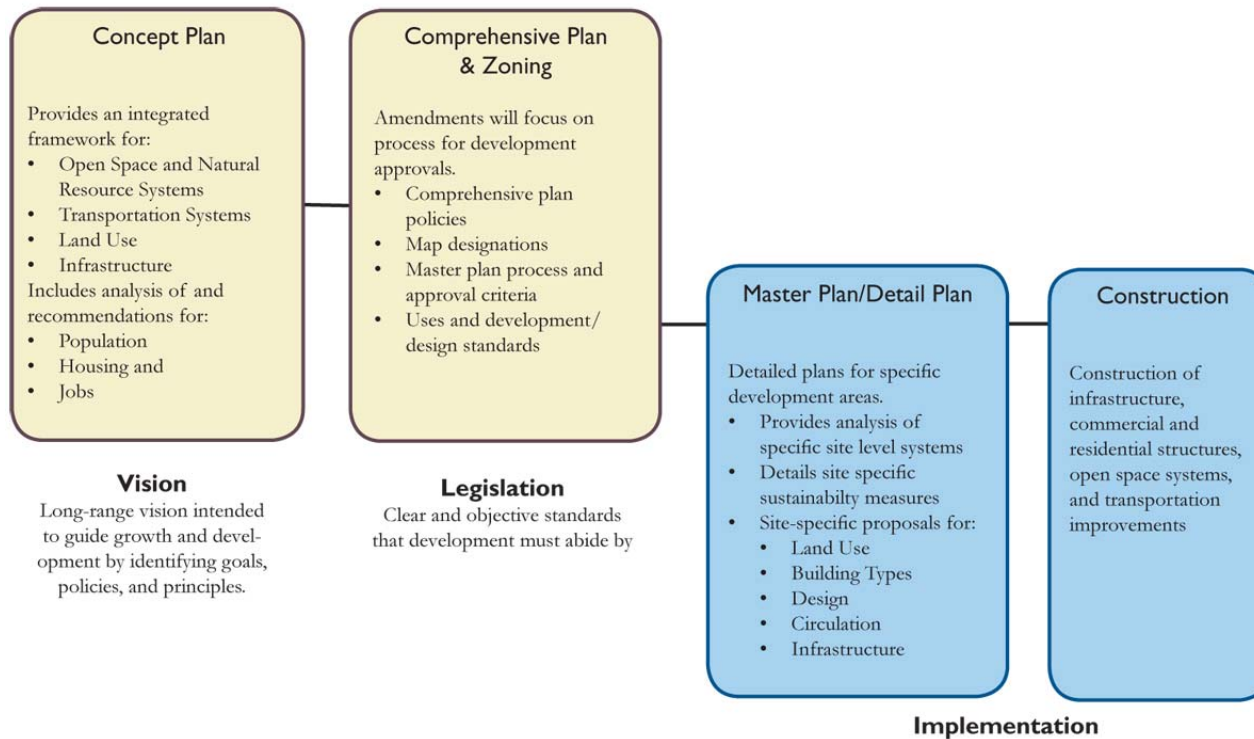 Concept Plan
Provides an integrated
framework for:
• Open Space and Natural
Resource Systems
• Transportation Systems
• Land Use
• Infrastructure
Includes analysis of and
recommendations for:
• Population
• Housing and
• Jobs
Vision
Long-range vision intended
to guide growth and devel-
opment by identifying goals,
policies, and principles.
Comprehensive Plan
& Zoning
Amendments will focus on
process for development
approvals.
• Comprehensive plan
policies
• Map designations
• Master plan process and
approval criteria
• Uses and development/
design standards
Legislation
Clear and objective standards
that development must abide by
Master Plan/Detail Plan
Detailed plans for specific
development areas.
• Provides analysis of
specific site level systems
• Details site specific
sustainabilty measures
• Site-specific proposals for:
• Land Use
• Building Types
• Design
• Circulation
• Infrastructure
Construction
Construction of
infrastructure,
commercial and
residential structures,
open space systems,
and transportation
improvements
Implementation